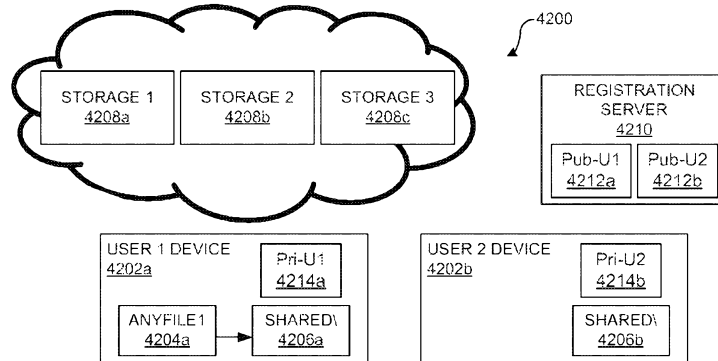 4200
STORAGE 1
4208a
STORAGE 2
4208b
STORAGE 3
4208c
REGISTRATION
SERVER
4210
Pub-U1
4212a
Pub-U2
4212b
USER 1 DEVICE
4202a
Pri-U1
4214a
ANYFILE1
4204a
SHARED\
4206a
USER 2 DEVICE
4202b
Pri-U2
4214b
SHARED\
4206b